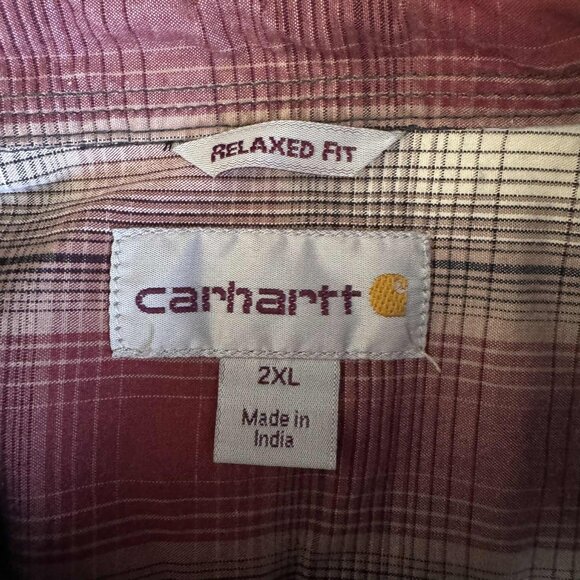 RELAXED FIT
carhartt
2XL
Made in
India